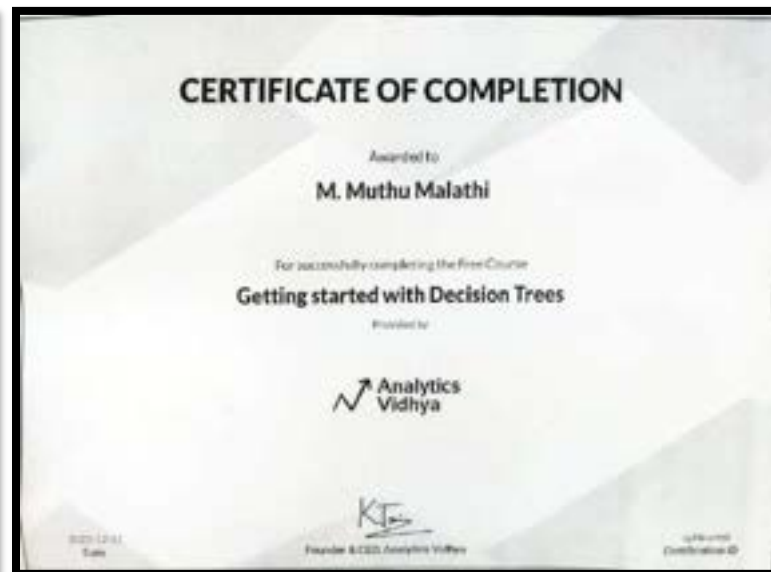 CERTIFICATE OF COMPLETION
Awarded to
M. Muthu Malathi
For successfully completing the Free Course
Getting started with Decision Trees
Provided by
Analytics
Vidhya
Founder & CEO, Analytics Vidhya
Date
Certification ID